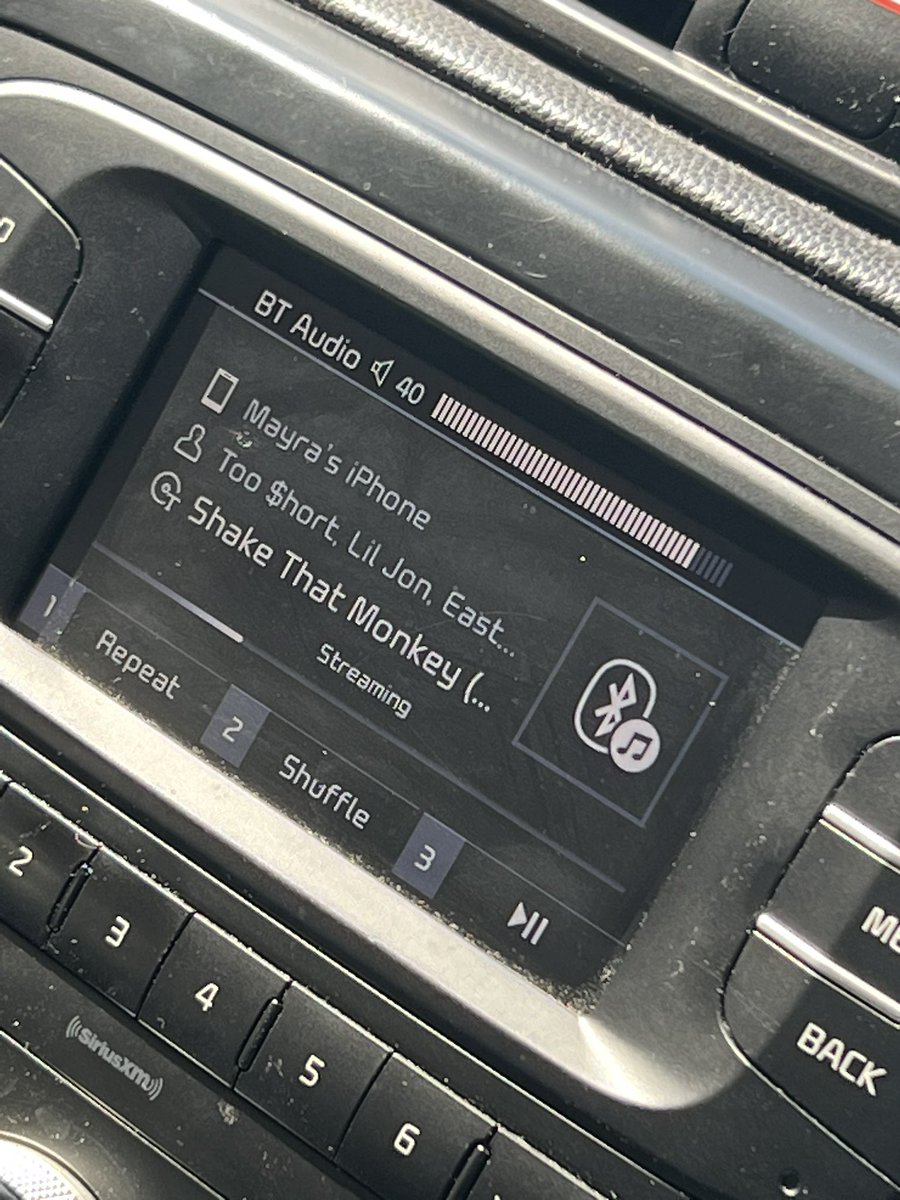 BT Audio 40
Mayra's iPhone
Too $hort, Lil Jon, East...
Shake That Monkey (...
Streaming
1 Repeat 2 Shuffle 3
2 3 4 5 6
((siriusxm))
BACK